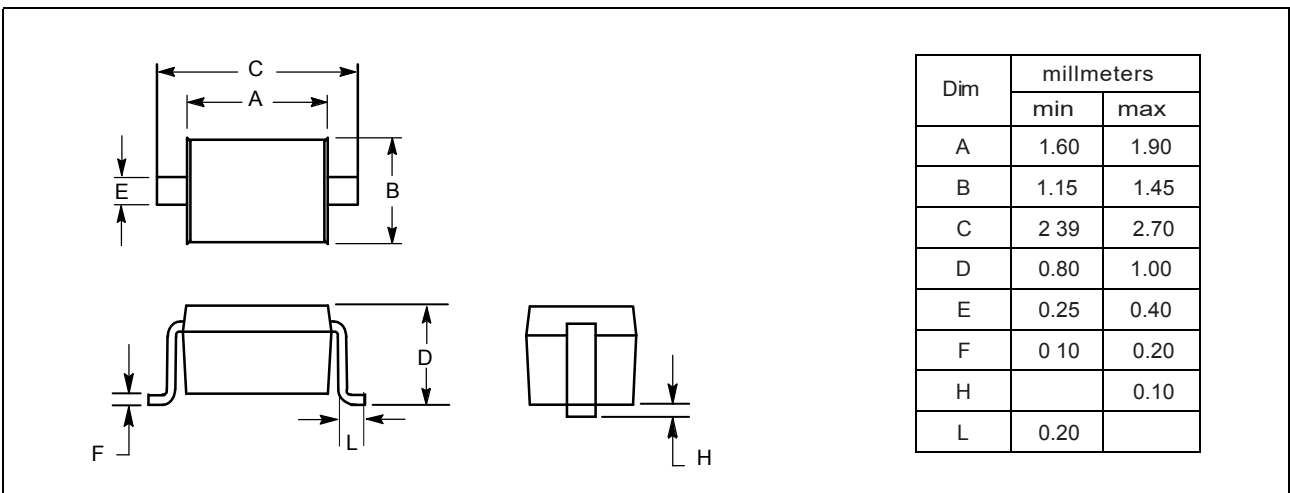 C
A
E
B
D
F
L
H
Dim millmeters
min max
A 1.60 1.90
B 1.15 1.45
C 2 39 2.70
D 0.80 1.00
E 0.25 0.40
F 0 10 0.20
H 0.10
L 0.20